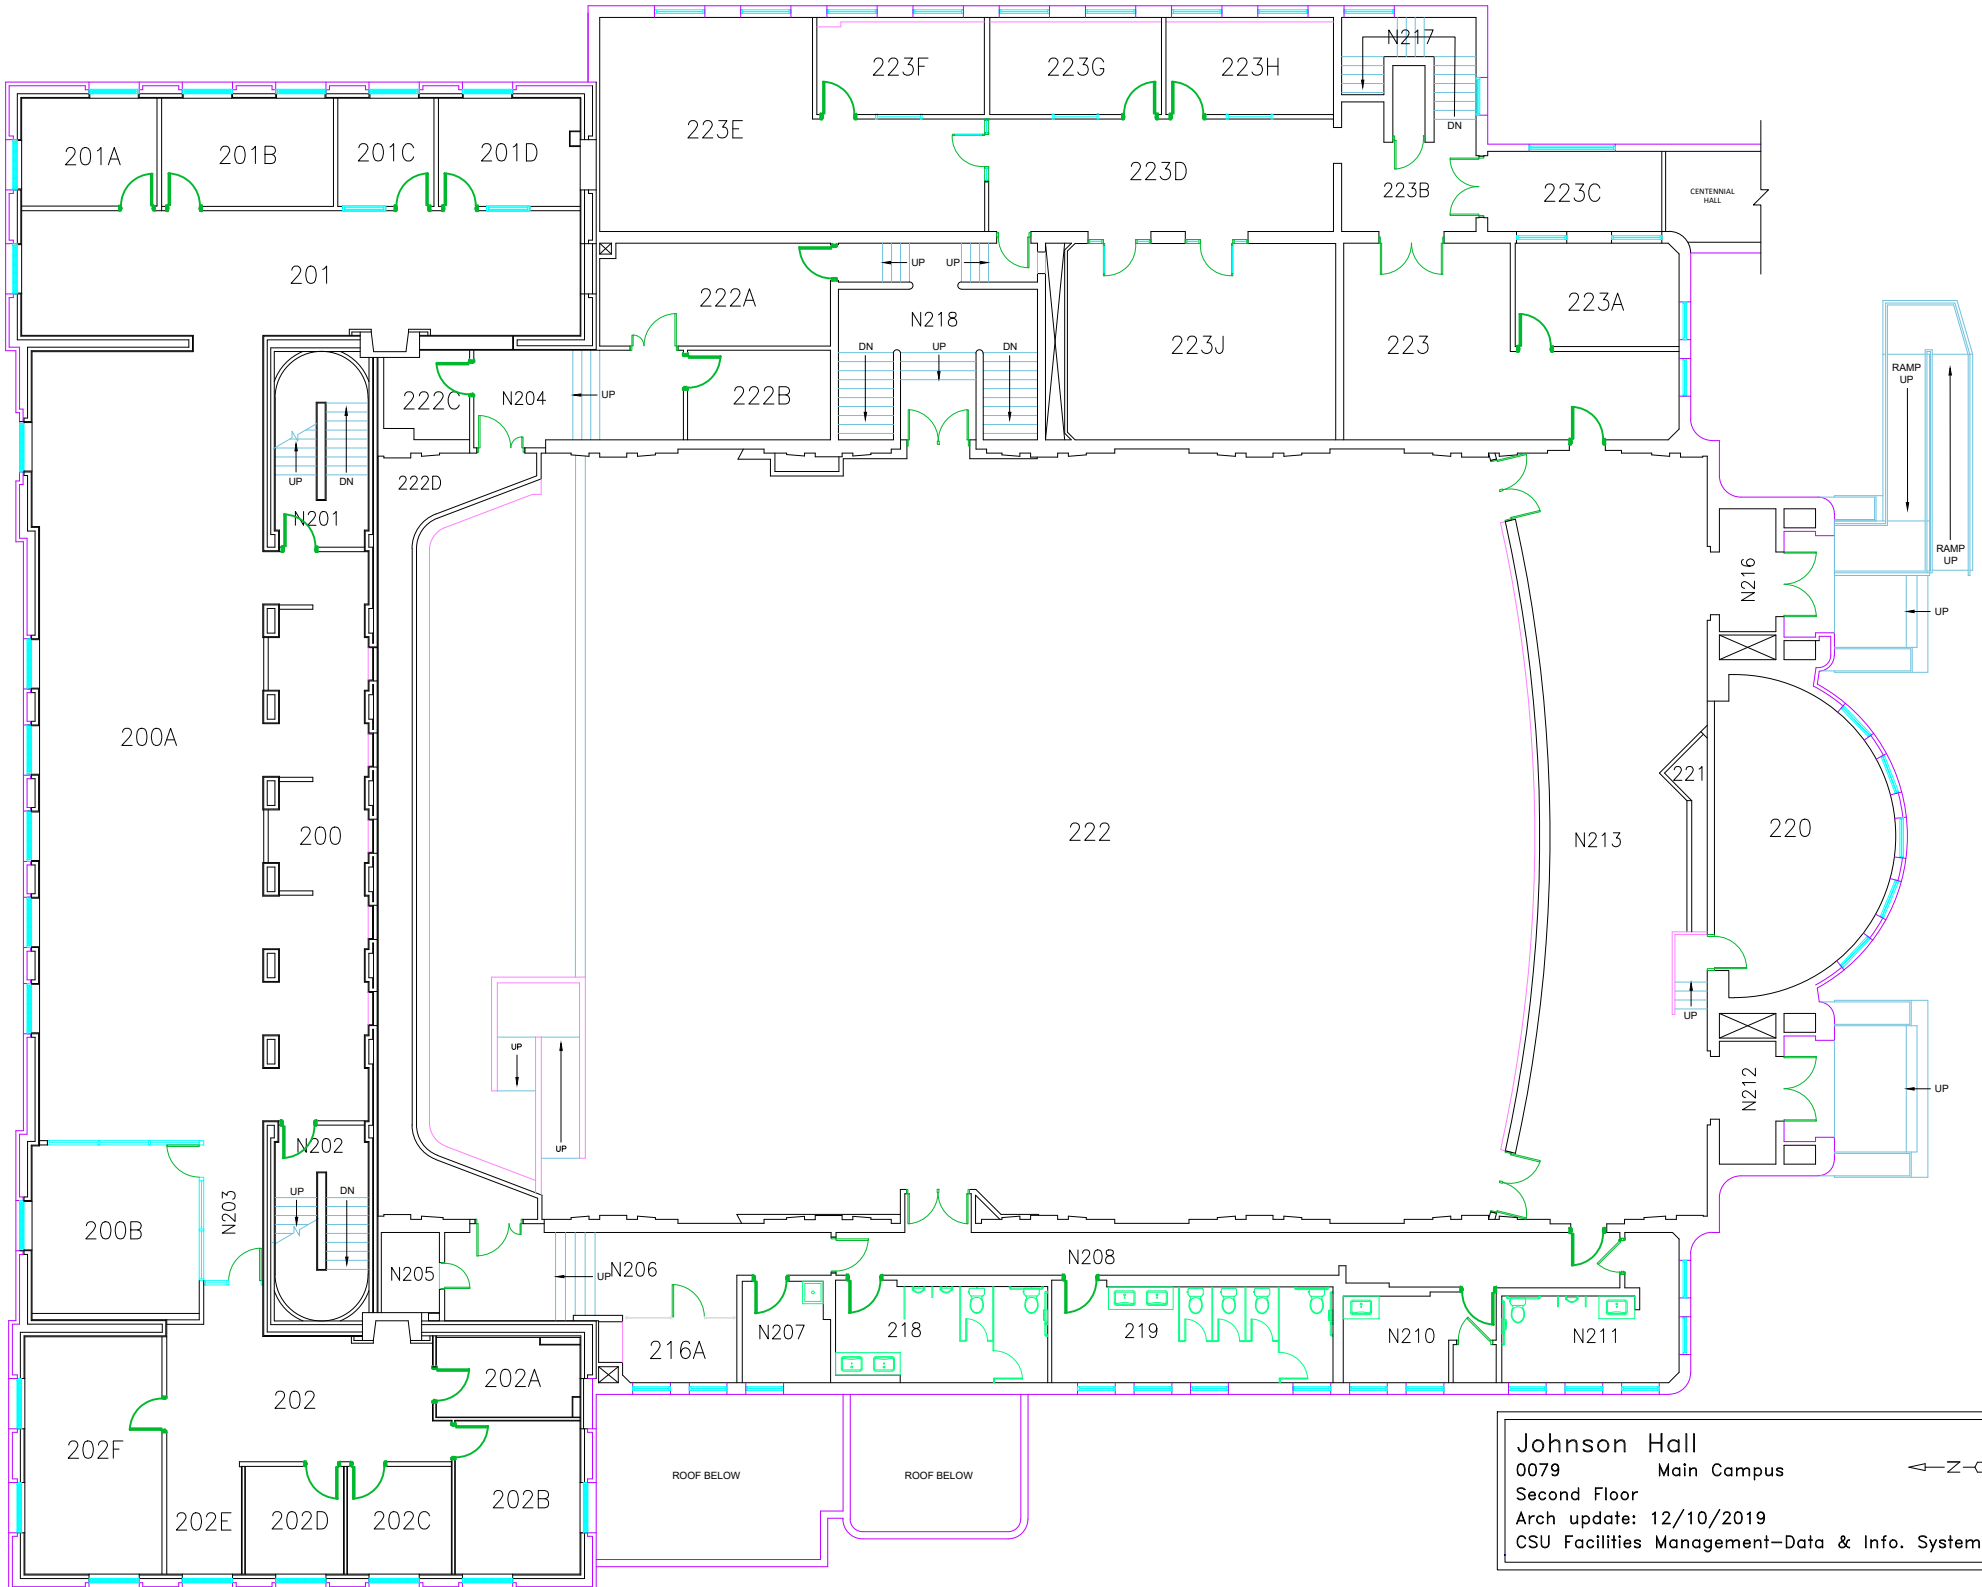 N217
223F
223G
223H
223E
DN
201A
201B
201C
201D
223D
223B
223C
CENTENNIAL
HALL
201
UP
UP
222A
N218
223A
DN
UP
DN
223J
223
222C
N204
UP
222B
RAMP
UP
222D
UP
DN
N201
RAMP
UP
N216
UP
200A
200
222
N213
221
220
UP
UP
UP
UP
N212
N202
UP
DN
N203
200B
N205
UP
N206
N208
216A
N207
218
219
N210
N211
202A
202
202F
202B
202E
202D
202C
ROOF BELOW
ROOF BELOW
Johnson Hall
0079 Main Campus
N
Second Floor
Arch update: 12/10/2019
CSU Facilities Management-Data & Info. System